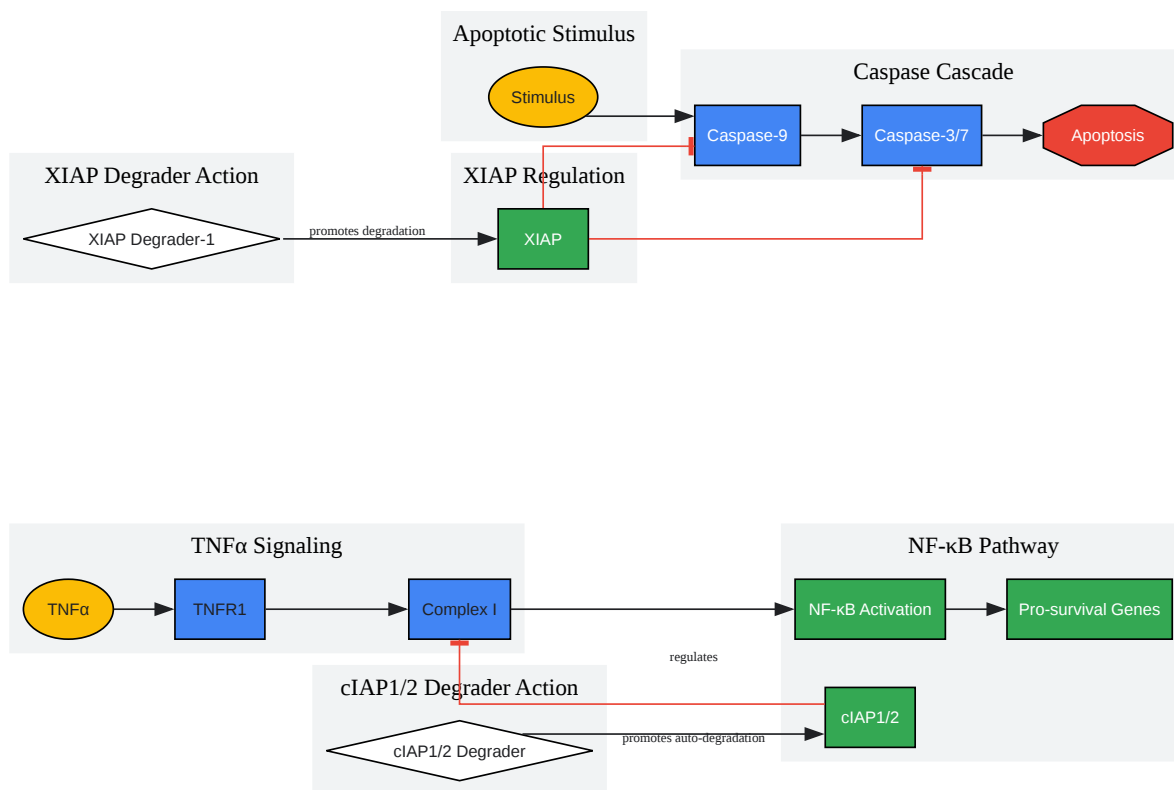 Apoptotic Stimulus
Stimulus
Caspase Cascade
Caspase-9
Caspase-3/7
Apoptosis
XIAP Degrader Action
XIAP Degrader-1
promotes degradation
XIAP Regulation
XIAP
TNFα Signaling
TNFα
TNFR1
Complex I
NF-κB Pathway
NF-κB Activation
Pro-survival Genes
regulates
cIAP1/2
cIAP1/2 Degrader Action
cIAP1/2 Degrader
promotes auto-degradation